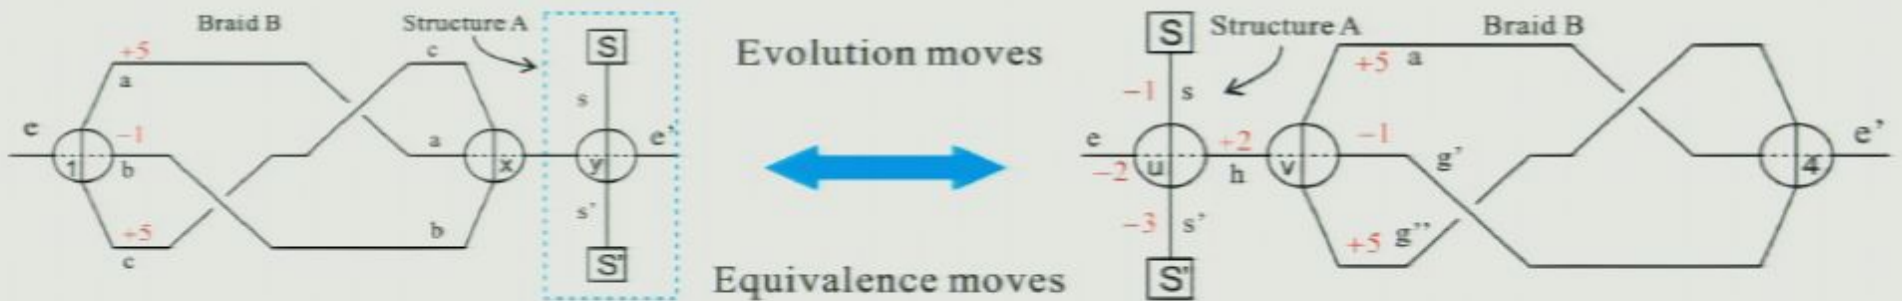 Braid B
Structure A
+5
a
c
S
s
e
1
-1
b
a
x
y
e'
+5
c
b
s'
S'
Evolution moves
Equivalence moves
S
Structure A
Braid B
-1
s
+5 a
e
-2
u
+2
h
v
-1
g'
4
e'
-3
s'
+5
g''
S'